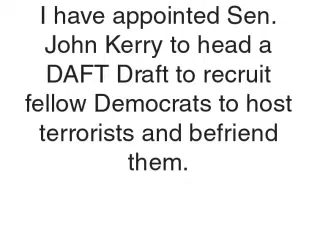 I have appointed Sen.
John Kerry to head a
DAFT Draft to recruit
fellow Democrats to host
terrorists and befriend
them.